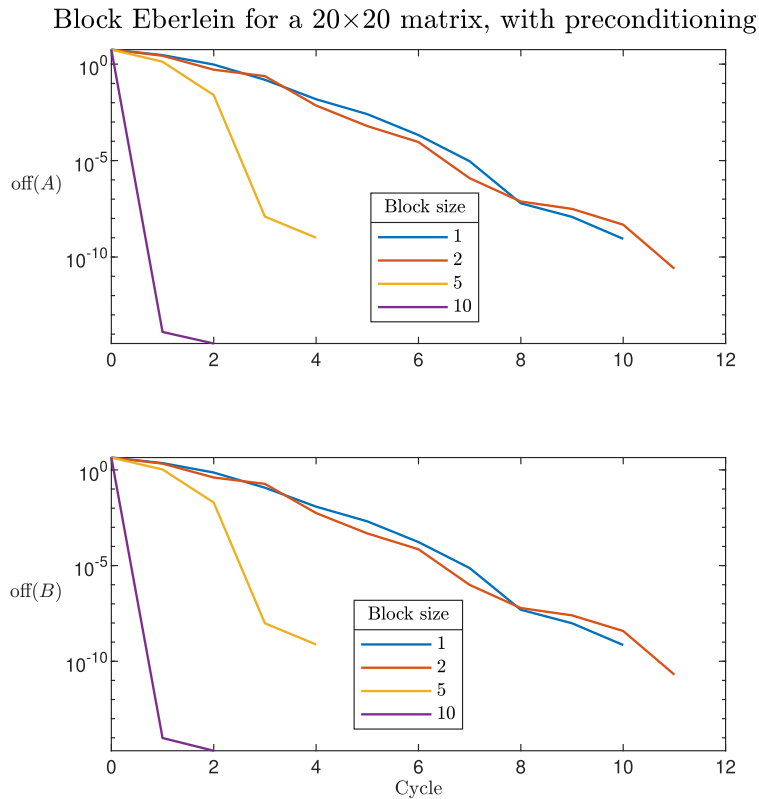 Block Eberlein for a 20×20 matrix, with preconditioning
10^0
10^-5
off(A)
10^-10
Block size
1
2
5
10
0 2 4 6 8 10 12
10^0
10^-5
off(B)
10^-10
Block size
1
2
5
10
0 2 4 6 8 10 12
Cycle